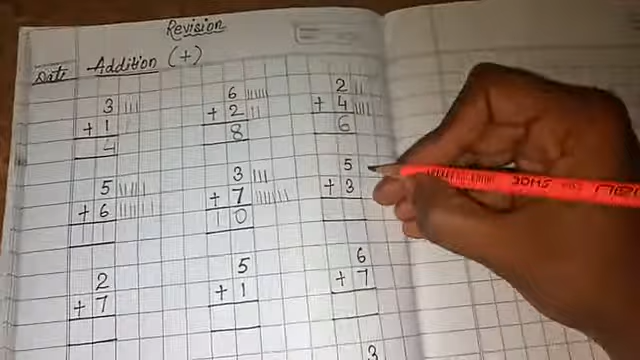 Revision
Date Addition (+)
3 6 2
+ 1 + 2 + 4
4 8 6
5 3 5
+ 6 + 7 + 3
10
2 5 6
+ 7 + 1 + 7
3